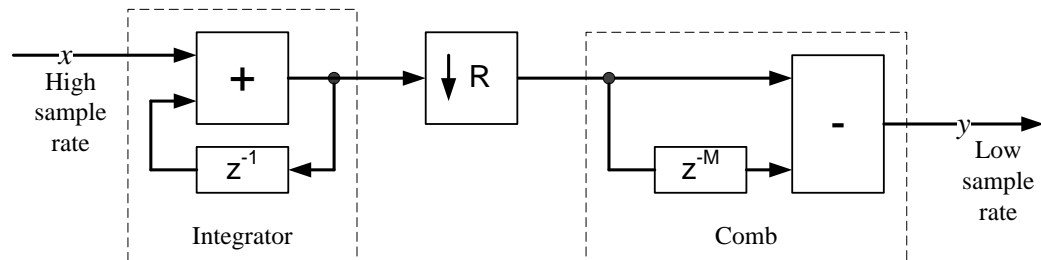 x
High
sample
rate
+
z-1
Integrator
R
z-M
-
Comb
y
Low
sample
rate